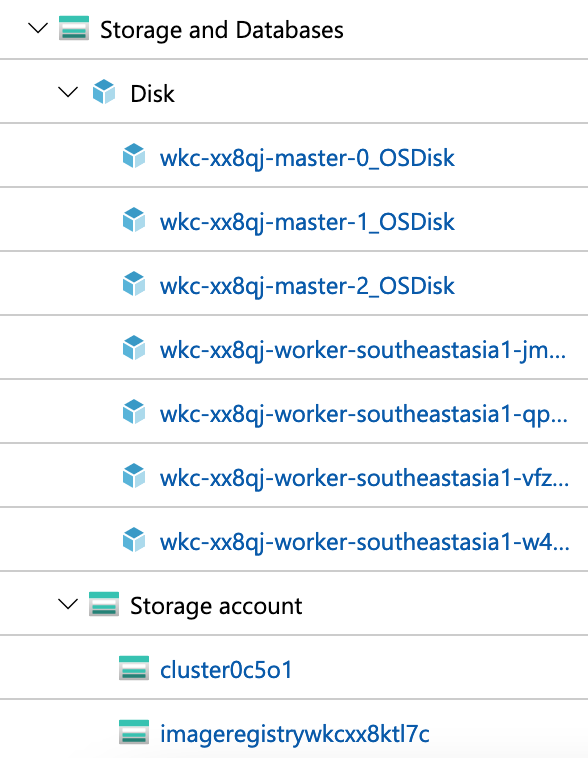 Storage and Databases
Disk
wkc-xx8qj-master-0_OSDisk
wkc-xx8qj-master-1_OSDisk
wkc-xx8qj-master-2_OSDisk
wkc-xx8qj-worker-southeastasia1-jm...
wkc-xx8qj-worker-southeastasia1-qp...
wkc-xx8qj-worker-southeastasia1-vfz...
wkc-xx8qj-worker-southeastasia1-w4...
Storage account
cluster0c5o1
imageregistrywkcxx8ktl7c